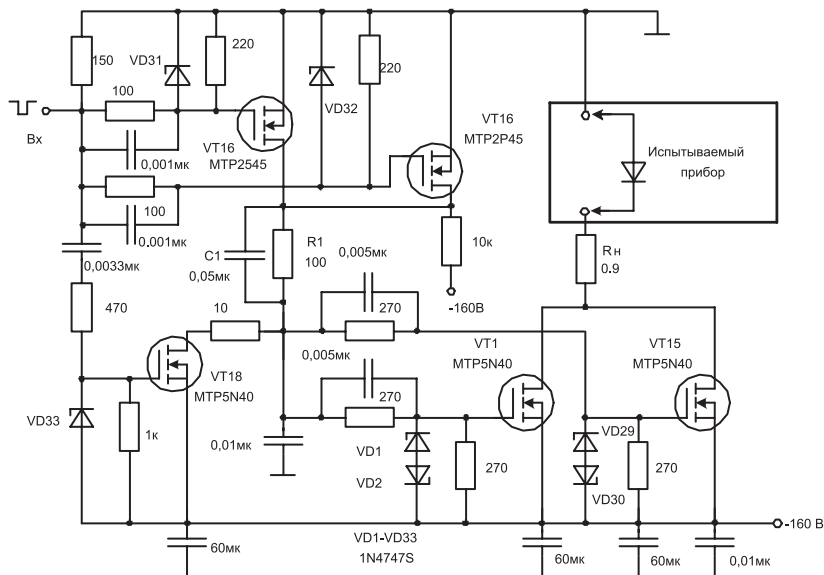 150
VD31
220
220
100
VD32
Вх
VT16
MTP2545
VT16
MTP2P45
Испытываемый
прибор
0,001мк
100
0.001мк
0,0033мк
C1
0,05мк
R1
100
0,005мк
10к
-160В
Rн
0.9
470
10
270
0,005мк
VT18
MTP5N40
VT1
MTP5N40
VT15
MTP5N40
270
VD33
1к
0,01мк
VD1
VD2
270
VD29
VD30
270
-160 В
60мк
VD1-VD33
1N4747S
60мк
60мк
0,01мк